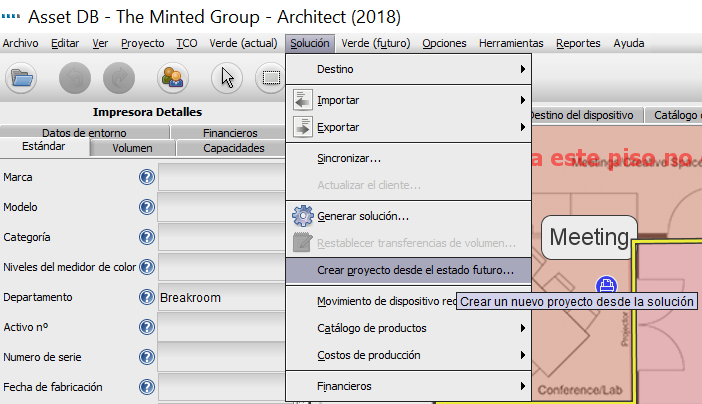 Asset DB - The Minted Group - Architect (2018)
Archivo Editar Ver Proyecto TCO Verde (actual) Solución Verde (futuro) Opciones Herramientas Reportes Ayuda
Impresora Detalles
Datos de entorno Financieros
Estándar Volumen Capacidades
Marca
Modelo
Categoría
Niveles del medidor de color
Departamento Breakroom
Activo nº
Numero de serie
Fecha de fabricación
Destino
Importar
Exportar
Sincronizar...
Actualizar el cliente...
Generar solución...
Restablecer transferencias de volumen...
Crear proyecto desde el estado futuro...
Movimiento de dispositivo
Catálogo de productos
Costos de producción
Financieros
Crear un nuevo proyecto desde la solución
Destino del dispositivo Catálogo
a este piso no
Creative Space
Meeting
Projector
Conference/Lab